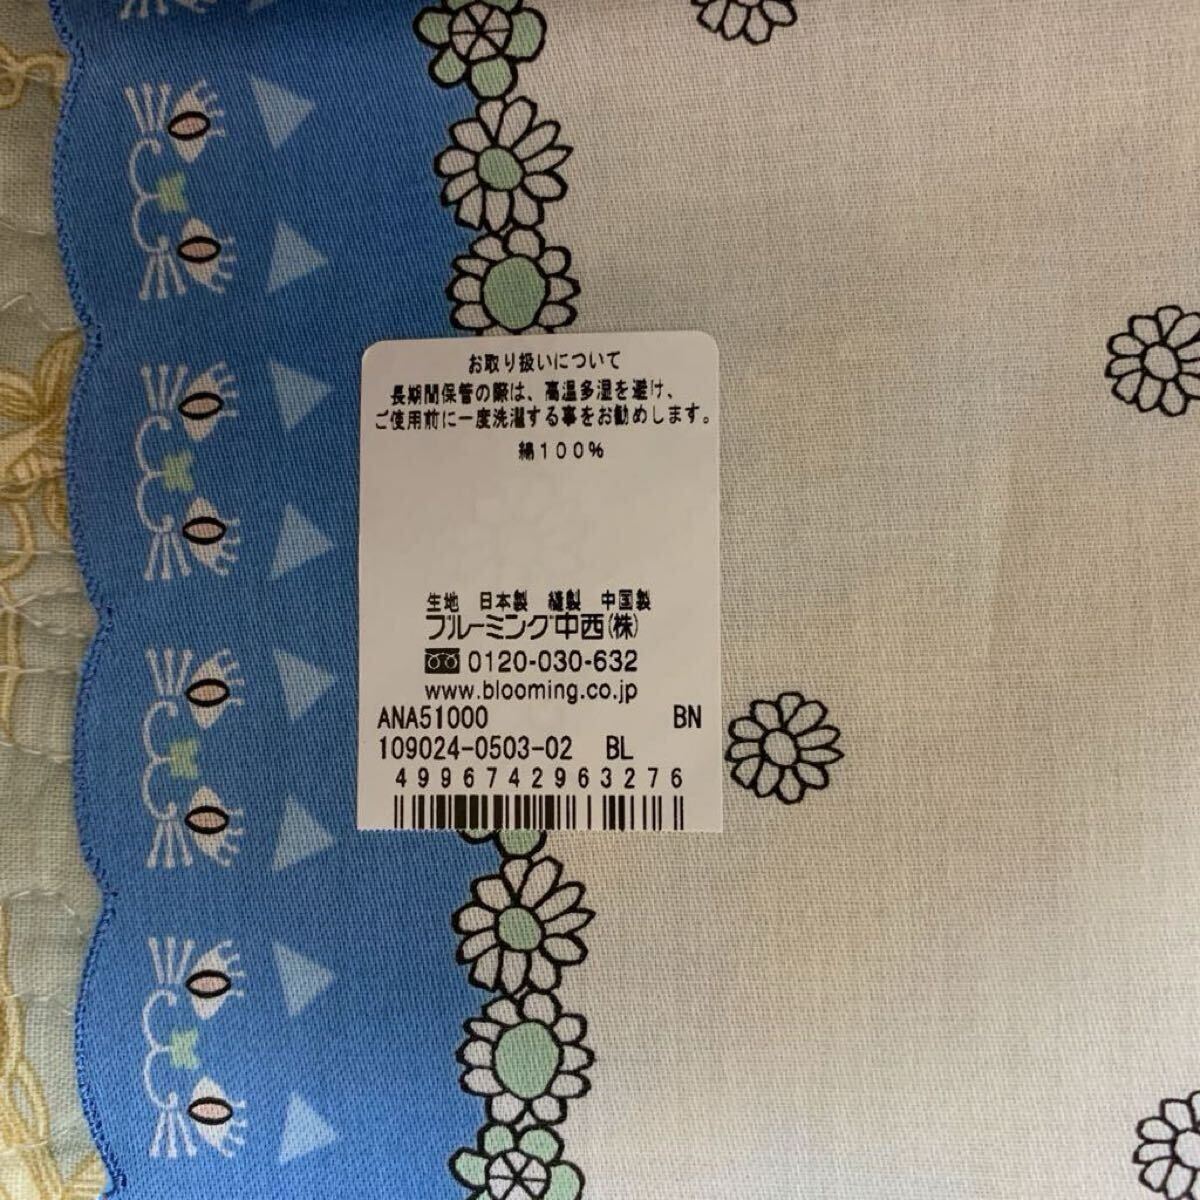 お取り扱いについて
長期間保管の際は、高温多湿を避け、
ご使用前に一度洗濯する事をお勧めします。
綿100%
生地 日本製 縫製 中国製
ブルーミング中西(株)
0120-030-632
www.blooming.co.jp
ANA51000 BN
109024-0503-02 BL
4996742963276